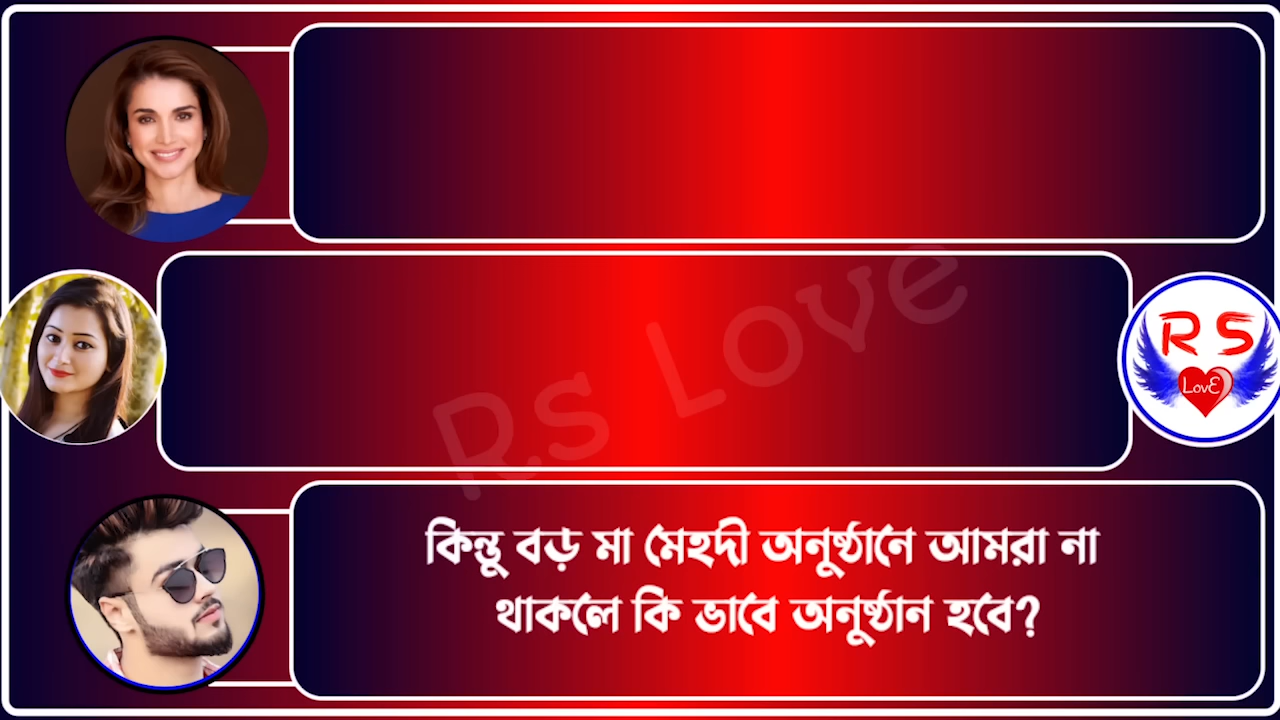 Rs Love
R S
LovE
কিন্তু বড় মা মেহদী অনুষ্ঠানে আমরা না
থাকলে কি ভাবে অনুষ্ঠান হবে?